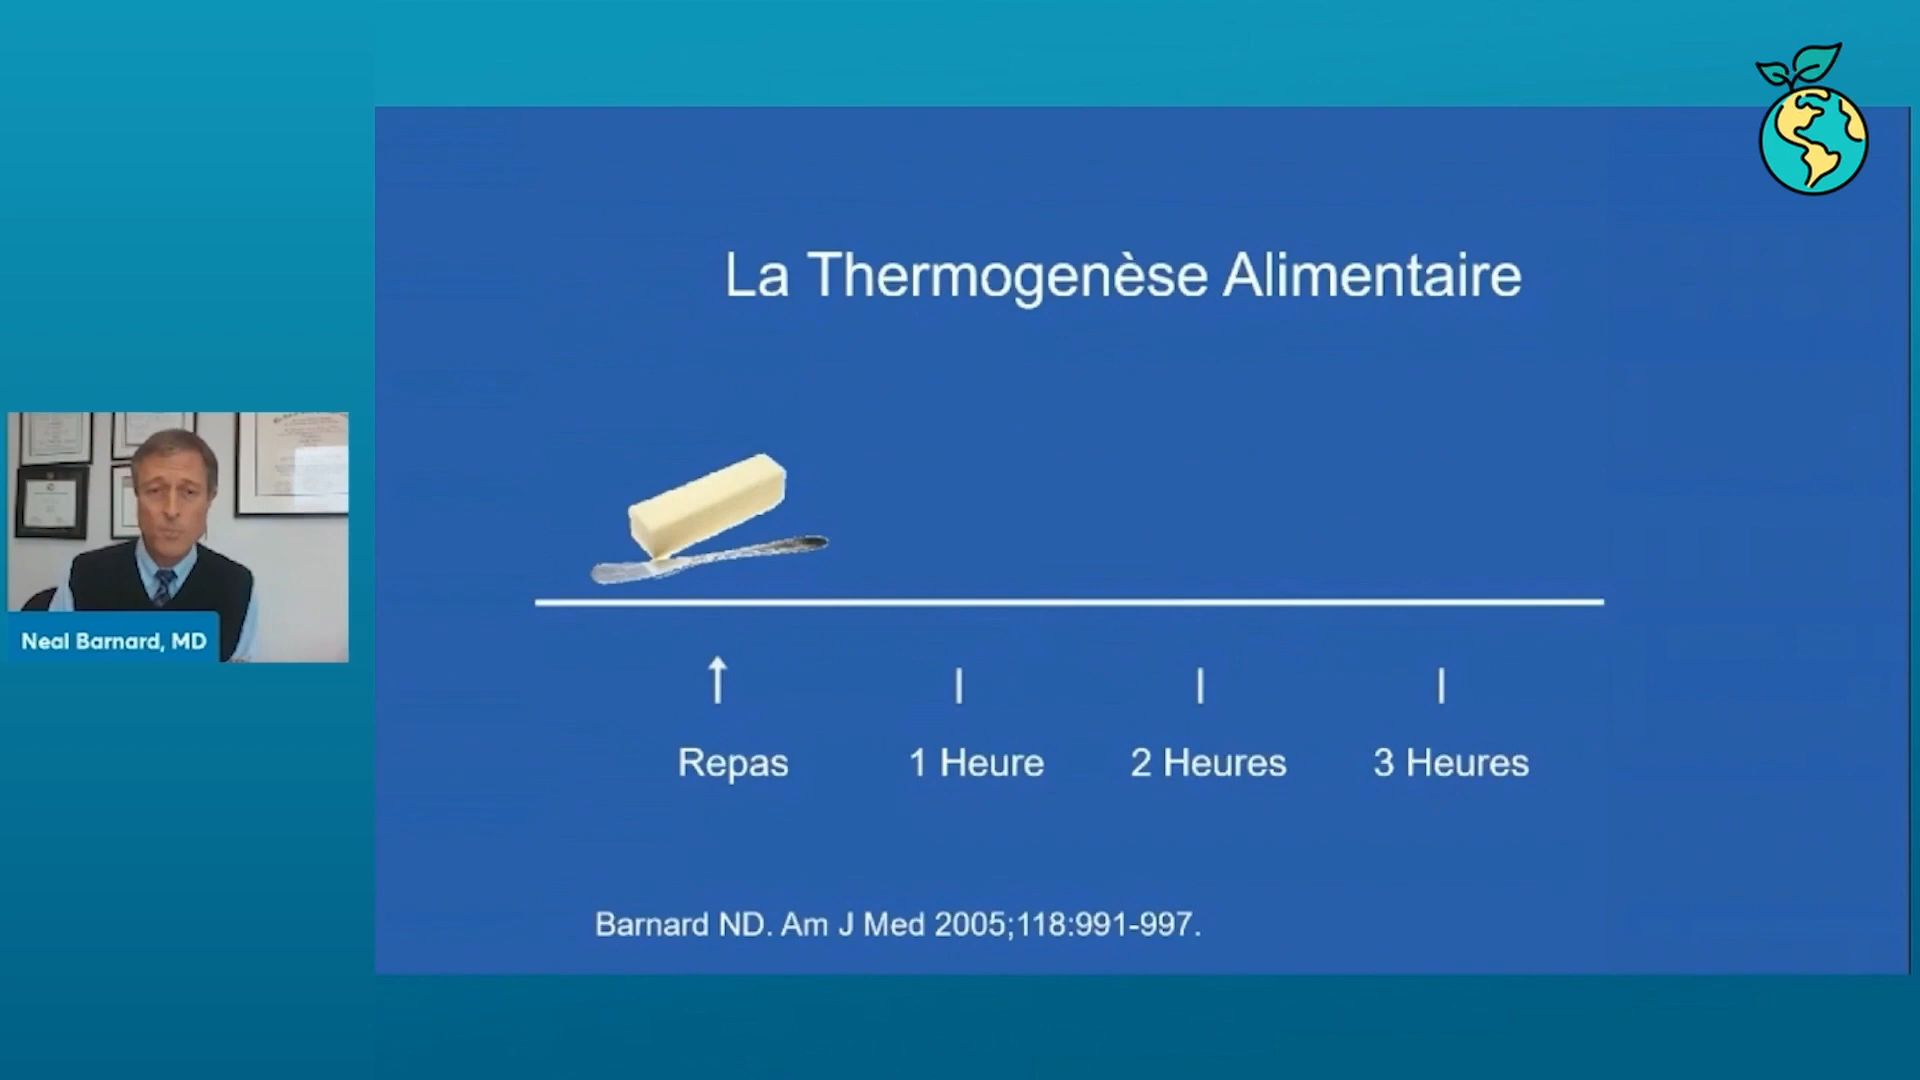 La Thermogenèse Alimentaire
Neal Barnard, MD
Repas
1 Heure
2 Heures
3 Heures
Barnard ND. Am J Med 2005;118:991-997.